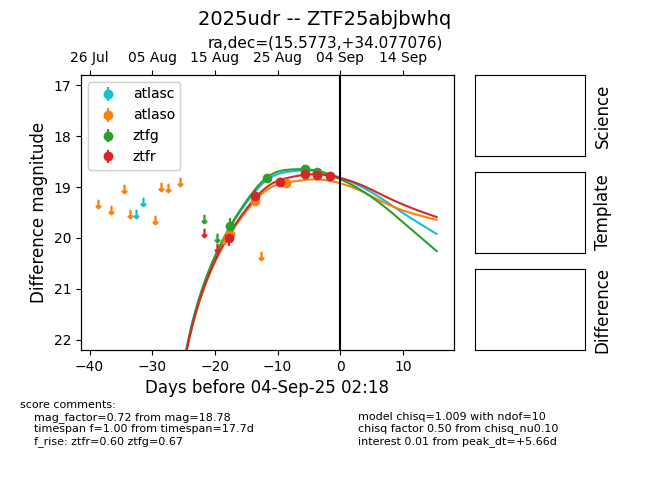 2025udr -- ZTF25abjbwhq
ra,dec=(15.5773,+34.077076)
26 Jul 05 Aug 15 Aug 25 Aug 04 Sep 14 Sep
17
18
19
20
21
22
Difference magnitude
atlasc
atlaso
ztfg
ztfr
−40 −30 −20 −10 0 10
Days before 04-Sep-25 02:18
Science
Template
Difference
score comments:
mag_factor=0.72 from mag=18.78
timespan f=1.00 from timespan=17.7d
f_rise: ztfr=0.60 ztfg=0.67
model chisq=1.009 with ndof=10
chisq factor 0.50 from chisq_nu0.10
interest 0.01 from peak_dt=+5.66d